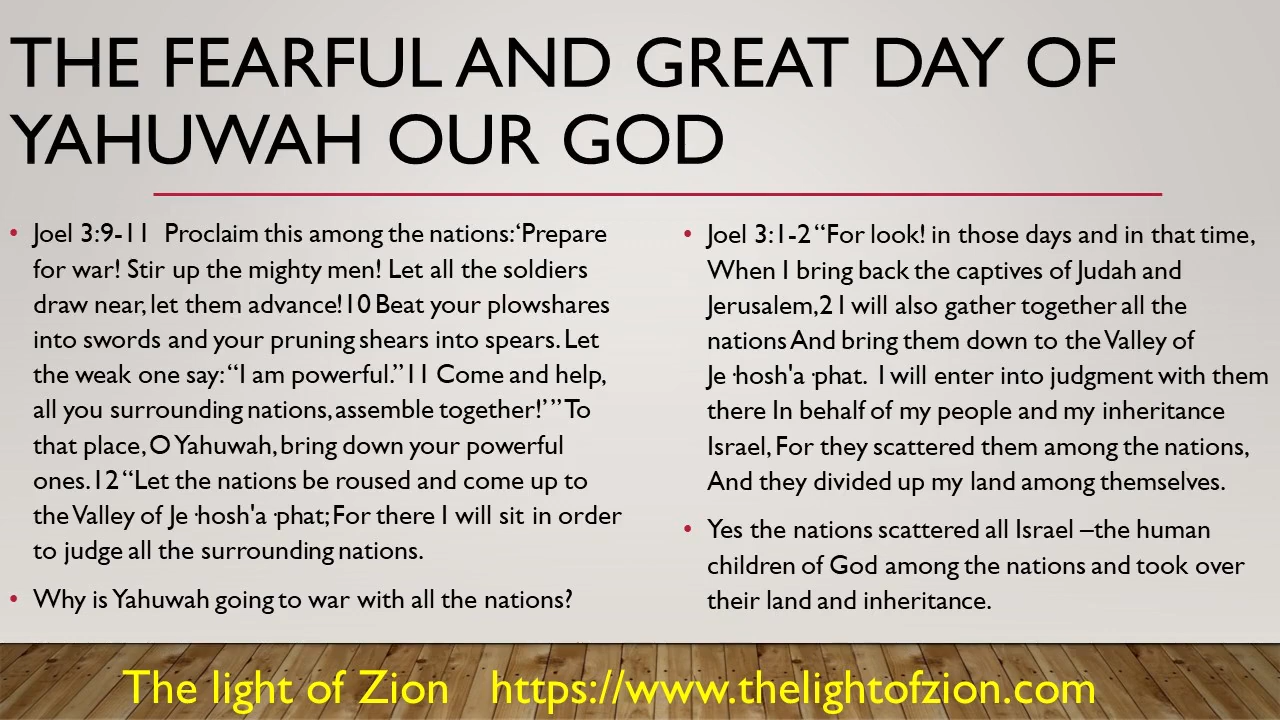 THE FEARFUL AND GREAT DAY OF
YAHUWAH OUR GOD
• Joel 3:9-11 Proclaim this among the nations: ‘Prepare
for war! Stir up the mighty men! Let all the soldiers
draw near, let them advance!10 Beat your plowshares
into swords and your pruning shears into spears. Let
the weak one say: “I am powerful.” 11 Come and help,
all you surrounding nations, assemble together!’ ” To
that place, O Yahuwah, bring down your powerful
ones.12 “Let the nations be roused and come up to
the Valley of Je·hosh'a·phat; For there I will sit in order
to judge all the surrounding nations.
• Why is Yahuwah going to war with all the nations?
• Joel 3:1-2 “For look! in those days and in that time,
When I bring back the captives of Judah and
Jerusalem,2 I will also gather together all the
nations And bring them down to the Valley of
Je·hosh'a·phat. I will enter into judgment with them
there In behalf of my people and my inheritance
Israel, For they scattered them among the nations,
And they divided up my land among themselves.
• Yes the nations scattered all Israel –the human
children of God among the nations and took over
their land and inheritance.
The light of Zion https://www.thelightofzion.com